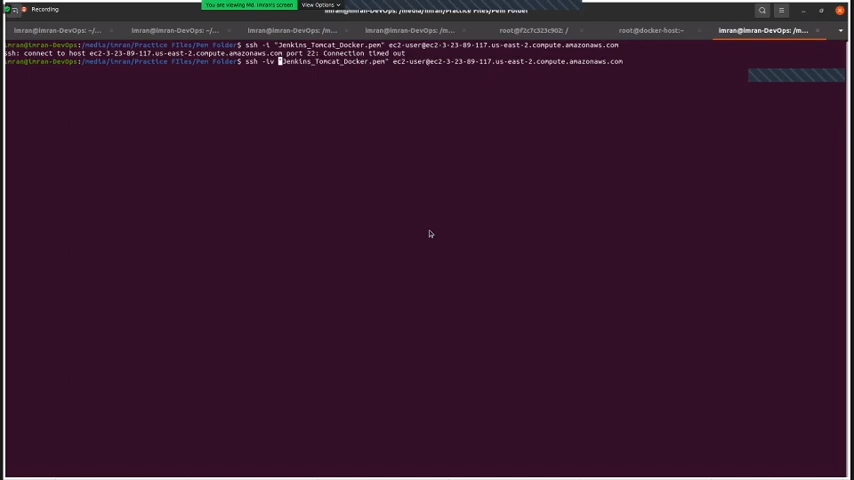 Recording
You are viewing Md. Imran's screen
View Options
imran@imran-DevOps: /media/imran/Practice Files/Pem Folder
imran@imran-DevOps: ~/...
imran@imran-DevOps: ~/...
imran@imran-DevOps: /m...
imran@imran-DevOps: /m...
root@f2c7c323c902: /
root@docker-host:~
imran@imran-DevOps: /m...
imran@imran-DevOps:/media/imran/Practice Files/Pem Folder$ ssh -i "Jenkins_Tomcat_Docker.pem" ec2-user@ec2-3-23-89-117.us-east-2.compute.amazonaws.com
ssh: connect to host ec2-3-23-89-117.us-east-2.compute.amazonaws.com port 22: Connection timed out
imran@imran-DevOps:/media/imran/Practice Files/Pem Folder$ ssh -iv "Jenkins_Tomcat_Docker.pem" ec2-user@ec2-3-23-89-117.us-east-2.compute.amazonaws.com